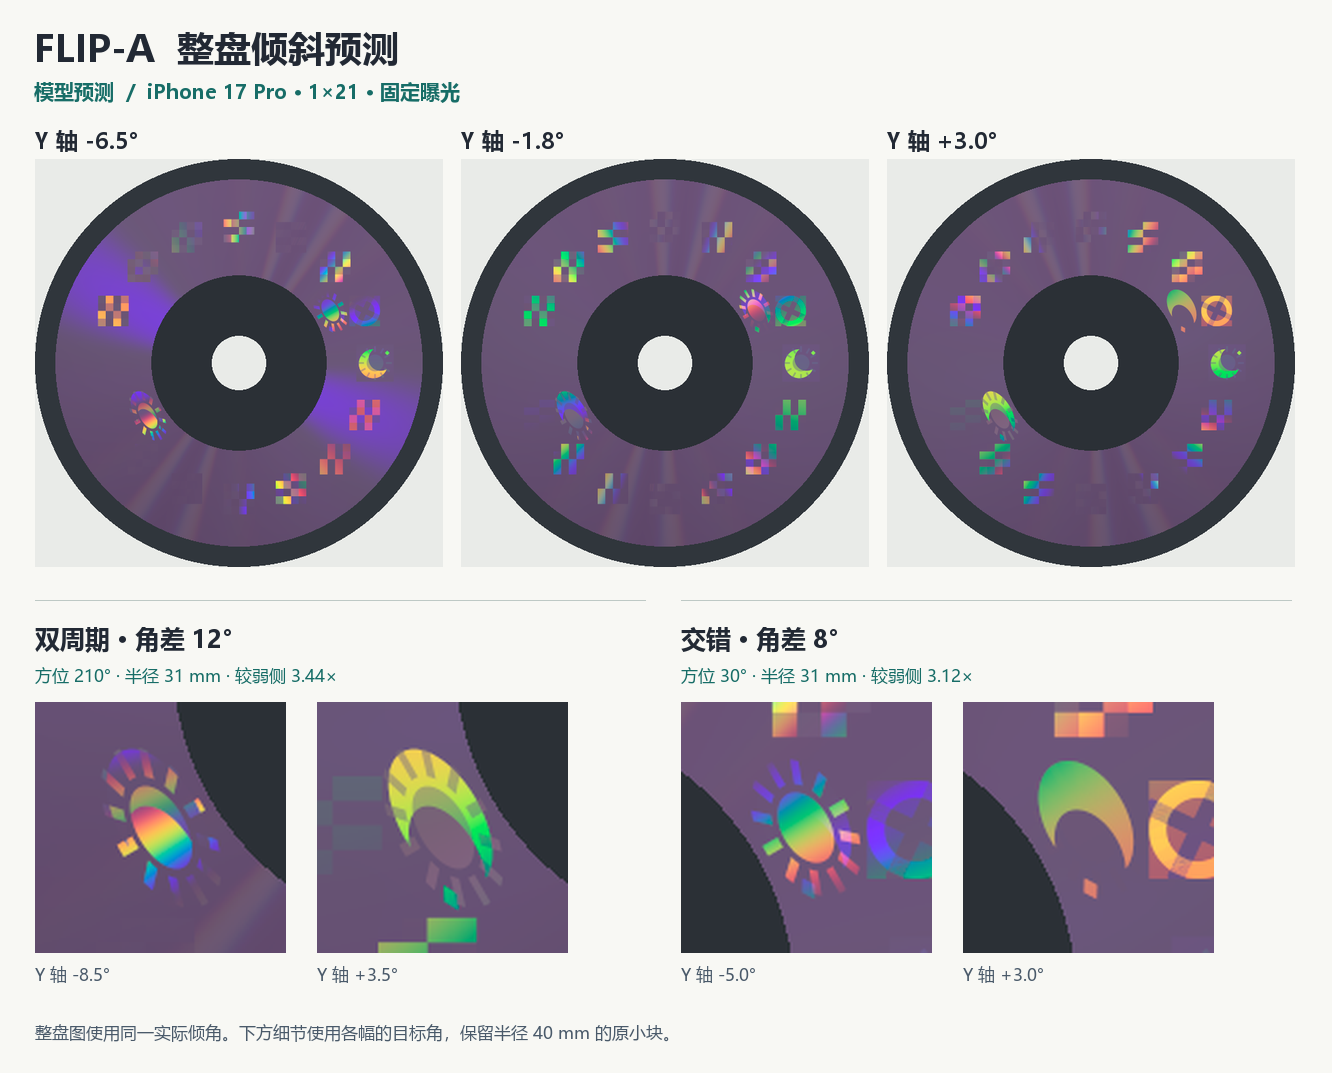 FLIP-A 整盘倾斜预测
模型预测 / iPhone 17 Pro • 1×21 • 固定曝光
Y 轴 -6.5°
Y 轴 -1.8°
Y 轴 +3.0°
双周期 • 角差 12°
方位 210° · 半径 31 mm · 较弱侧 3.44×
交错 • 角差 8°
方位 30° · 半径 31 mm · 较弱侧 3.12×
Y 轴 -8.5°
Y 轴 +3.5°
Y 轴 -5.0°
Y 轴 +3.0°
整盘图使用同一实际倾角。下方细节使用各幅的目标角，保留半径 40 mm 的原小块。